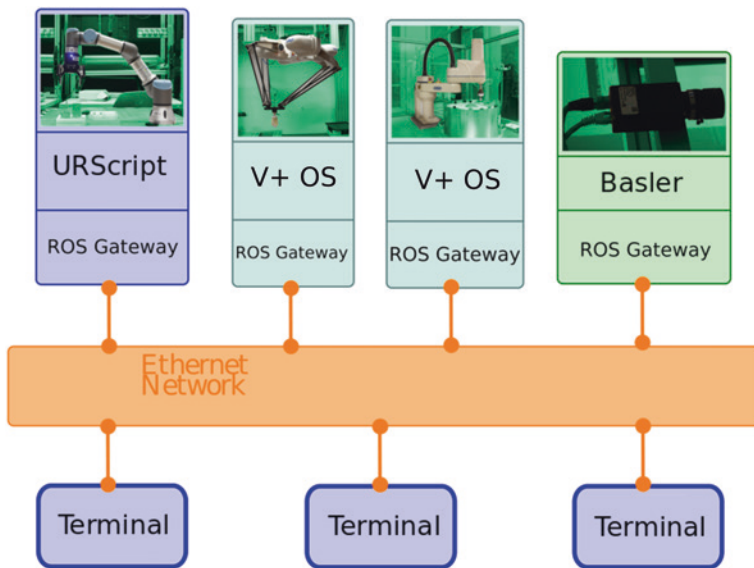 URScript
V+ OS
V+ OS
Basler
ROS Gateway
ROS Gateway
ROS Gateway
ROS Gateway
Ethernet
Network
Terminal
Terminal
Terminal